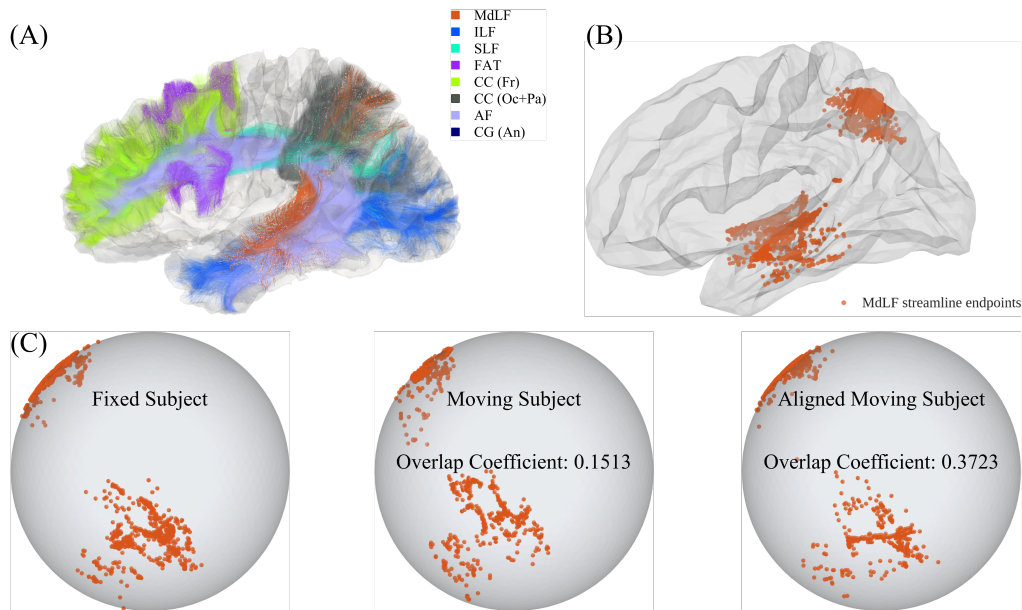 (A)
MdLF
ILF
SLF
FAT
CC (Fr)
CC (Oc+Pa)
AF
CG (An)
(B)
MdLF streamline endpoints
(C)
Fixed Subject
Moving Subject
Overlap Coefficient: 0.1513
Aligned Moving Subject
Overlap Coefficient: 0.3723